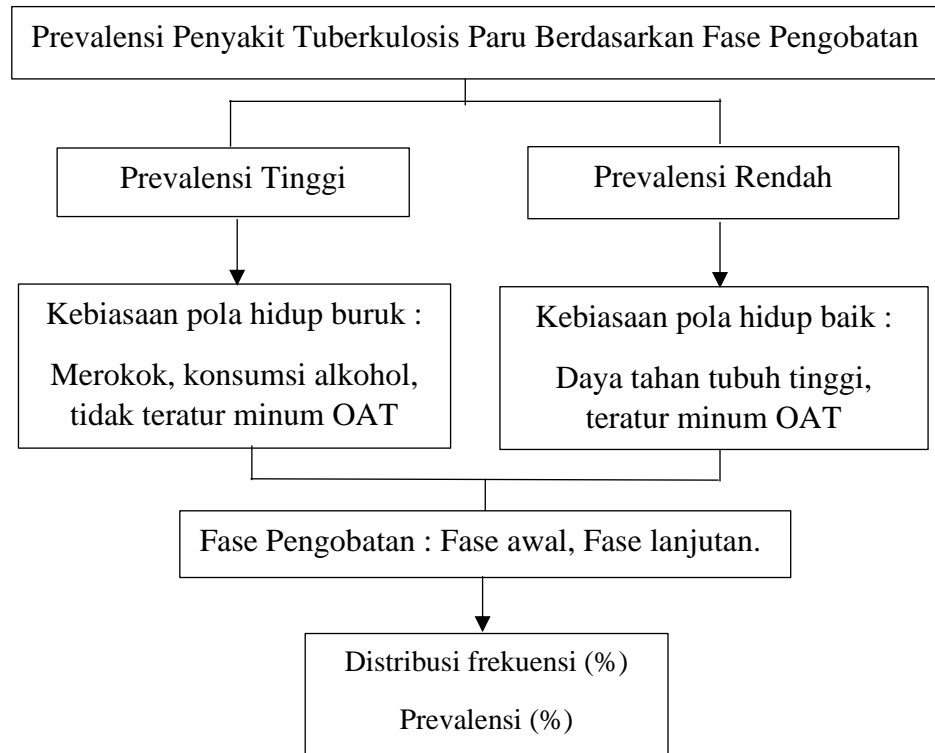 Prevalensi Penyakit Tuberkulosis Paru Berdasarkan Fase Pengobatan
Prevalensi Tinggi
Prevalensi Rendah
Kebiasaan pola hidup buruk :
Merokok, konsumsi alkohol,
tidak teratur minum OAT
Kebiasaan pola hidup baik :
Daya tahan tubuh tinggi,
teratur minum OAT
Fase Pengobatan : Fase awal, Fase lanjutan.
Distribusi frekuensi (%)
Prevalensi (%)